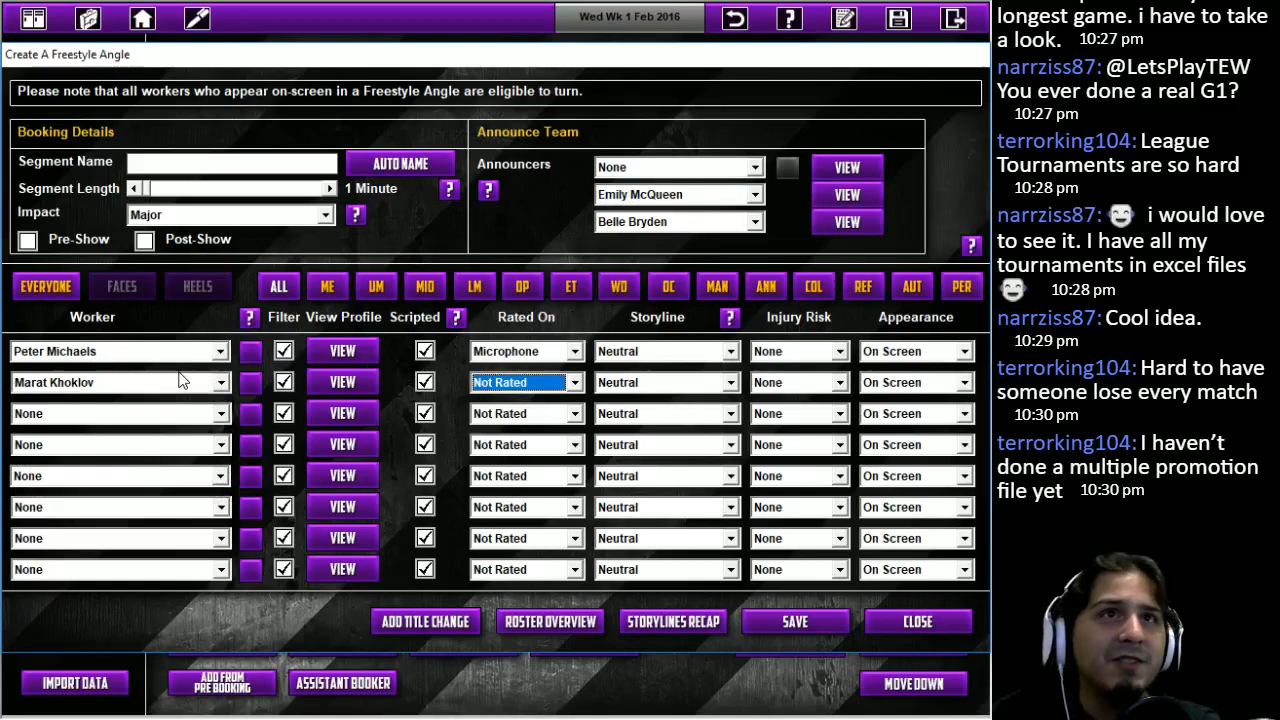 Wed Wk 1 Feb 2016
Create A Freestyle Angle
Please note that all workers who appear on-screen in a Freestyle Angle are eligible to turn.
Booking Details
Segment Name AUTO NAME
Segment Length 1 Minute ?
Impact Major ?
Pre-Show Post-Show
Announce Team
Announcers None VIEW
? Emily McQueen VIEW
Belle Bryden VIEW
?
EVERYONE FACES HEELS ALL ME UM MID LM OP ET WO OC MAN ANN COL REF AUT PER
Worker ? Filter View Profile Scripted ? Rated On Storyline ? Injury Risk Appearance
Peter Michaels VIEW Microphone Neutral None On Screen
Marat Khoklov VIEW Not Rated Neutral None On Screen
None VIEW Not Rated Neutral None On Screen
None VIEW Not Rated Neutral None On Screen
None VIEW Not Rated Neutral None On Screen
None VIEW Not Rated Neutral None On Screen
None VIEW Not Rated Neutral None On Screen
None VIEW Not Rated Neutral None On Screen
ADD TITLE CHANGE ROSTER OVERVIEW STORYLINES RECAP SAVE CLOSE
IMPORT DATA ADD FROM PRE BOOKING ASSISTANT BOOKER MOVE DOWN
longest game. i have to take
a look. 10:27 pm
narrziss87: @LetsPlayTEW
You ever done a real G1?
10:27 pm
terrorking104: League
Tournaments are so hard
10:28 pm
narrziss87: i would love
to see it. I have all my
tournaments in excel files
10:28 pm
narrziss87: Cool idea.
10:29 pm
terrorking104: Hard to have
someone lose every match
10:30 pm
terrorking104: I haven't
done a multiple promotion
file yet 10:30 pm